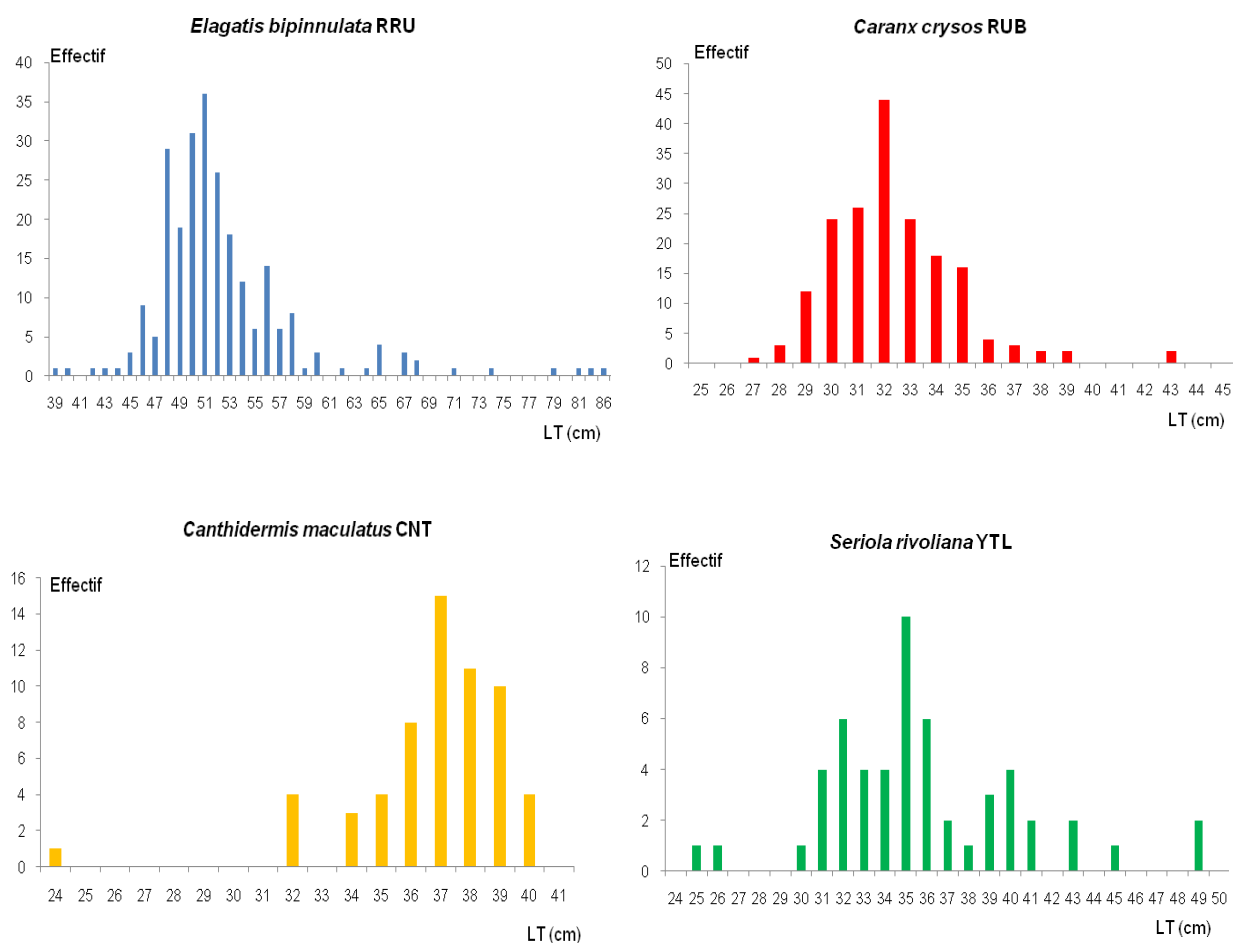 Elagatis bipinnulata RRU
Effectif
40
35
30
25
20
15
10
5
0
39 41 43 45 47 49 51 53 55 57 59 61 63 65 67 69 71 73 75 77 79 81 86
LT (cm)
Caranx crysos RUB
Effectif
50
45
40
35
30
25
20
15
10
5
0
25 26 27 28 29 30 31 32 33 34 35 36 37 38 39 40 41 42 43 44 45
LT (cm)
Canthidermis maculatus CNT
Effectif
16
14
12
10
8
6
4
2
0
24 25 26 27 28 29 30 31 32 33 34 35 36 37 38 39 40 41
LT (cm)
Seriola rivoliana YTL
Effectif
12
10
8
6
4
2
0
24 25 26 27 28 29 30 31 32 33 34 35 36 37 38 39 40 41 42 43 44 45 46 47 48 49 50
LT (cm)